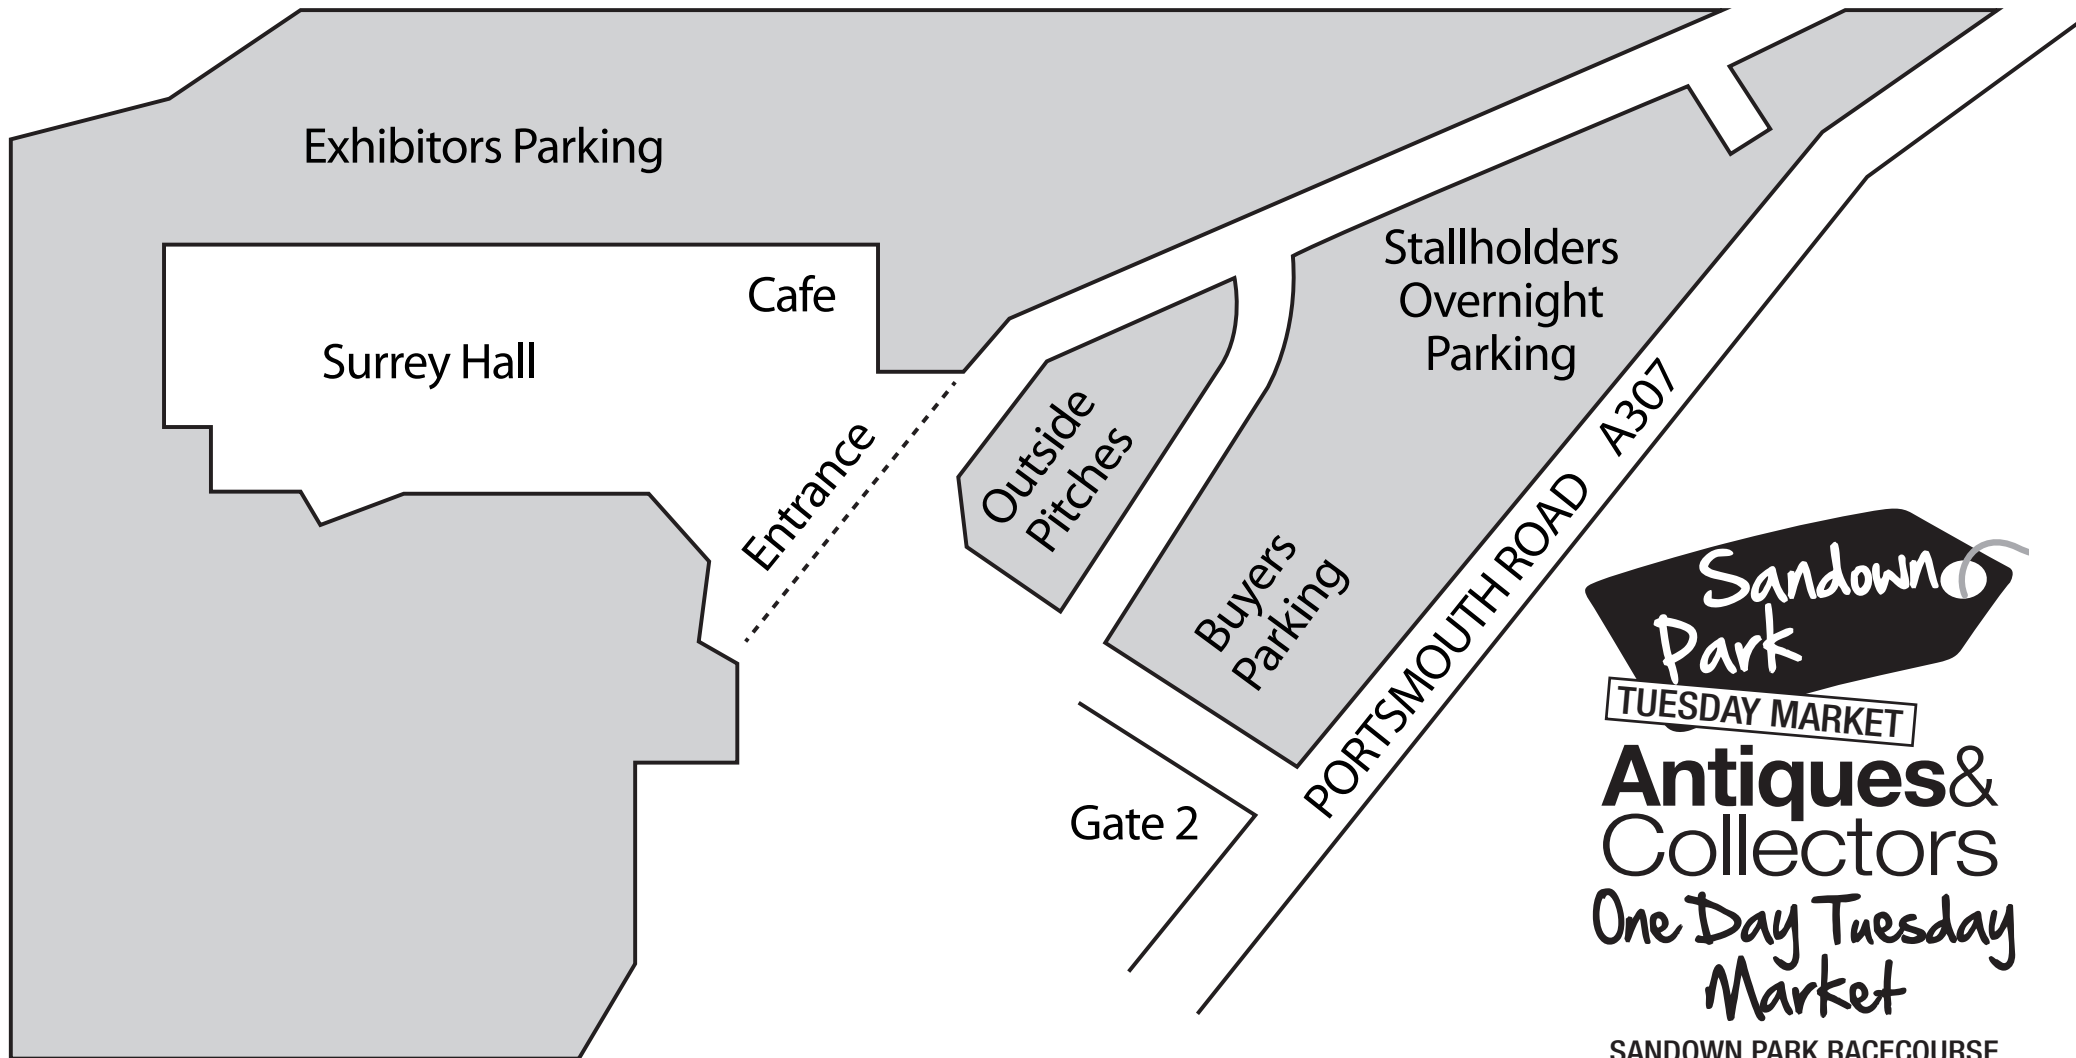 Exhibitors Parking
Cafe
Surrey Hall
Entrance
Outside
Pitches
Stallholders
Overnight
Parking
Buyers
Parking
PORTSMOUTH ROAD A307
Gate 2
Sandown
Park
TUESDAY MARKET
Antiques&
Collectors
One Day Tuesday
Market
SANDOWN PARK RACECOURSE